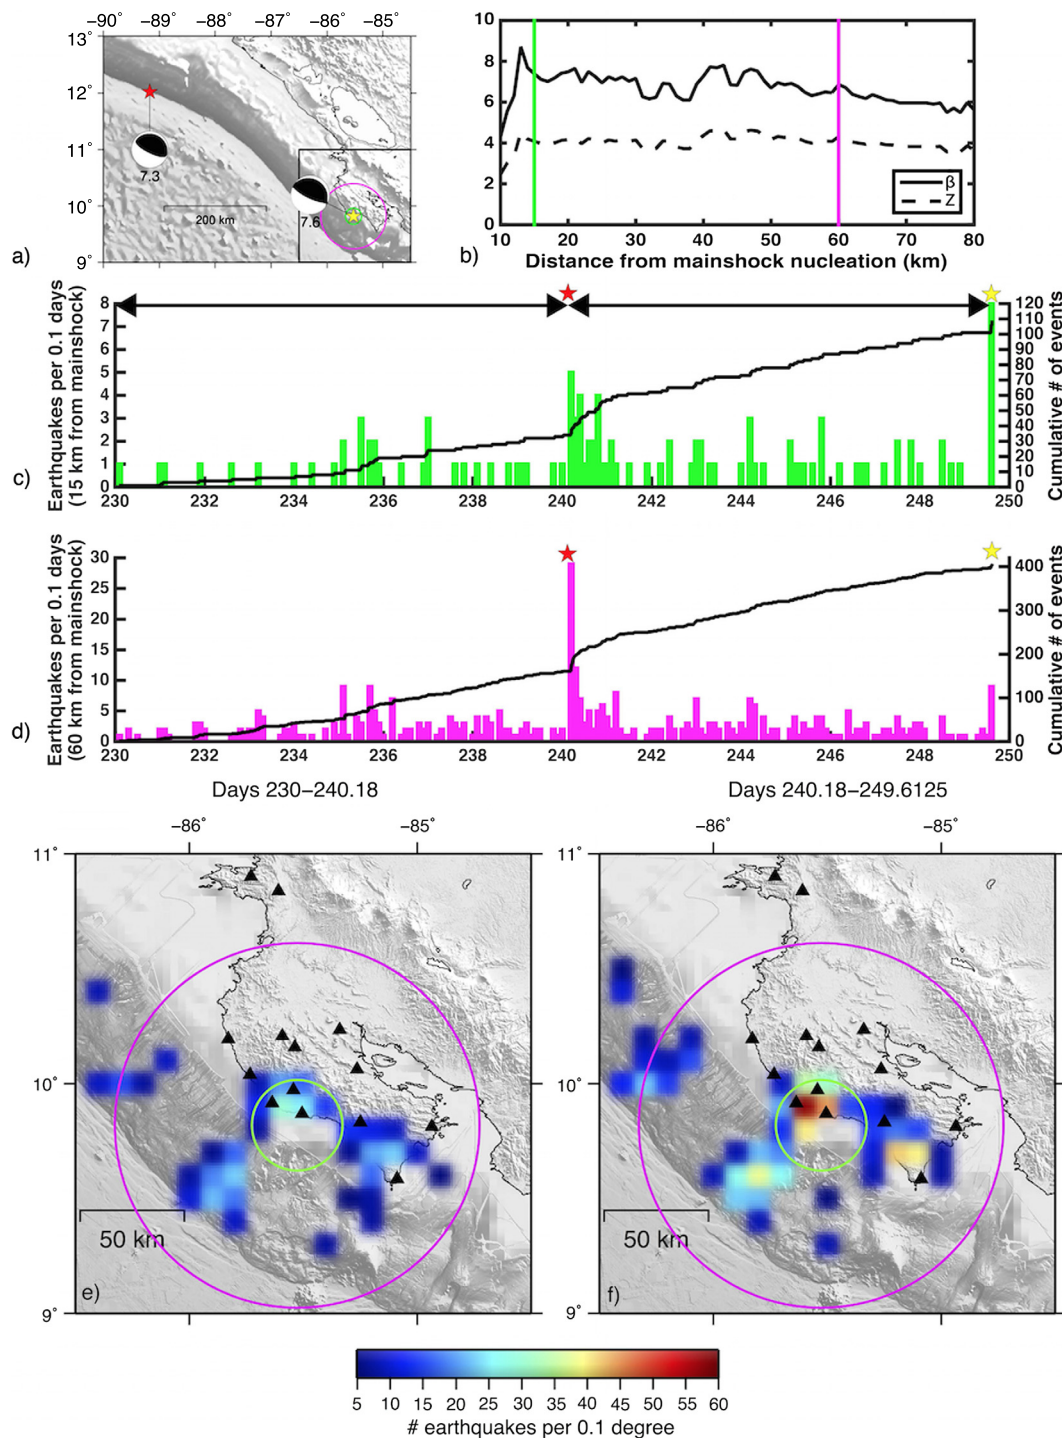 −90° −89° −88° −87° −86° −85°
13°
12°
11°
10°
9°
7.3
7.6
200 km
a)
10
8
6
4
2
0
β
Z
10 20 30 40 50 60 70 80
Distance from mainshock nucleation (km)
b)
Earthquakes per 0.1 days
(15 km from mainshock)
8
7
6
5
4
3
2
1
0
120
110
100
90
80
70
60
50
40
30
20
10
0
Cumulative # of events
230 232 234 236 238 240 242 244 246 248 250
c)
Earthquakes per 0.1 days
(60 km from mainshock)
30
25
20
15
10
5
0
400
300
200
100
0
Cumulative # of events
230 232 234 236 238 240 242 244 246 248 250
d)
Days 230−240.18
Days 240.18−249.6125
−86° −85°
−86° −85°
11°
10°
9°
50 km
50 km
e)
f)
5 10 15 20 25 30 35 40 45 50 55 60
# earthquakes per 0.1 degree